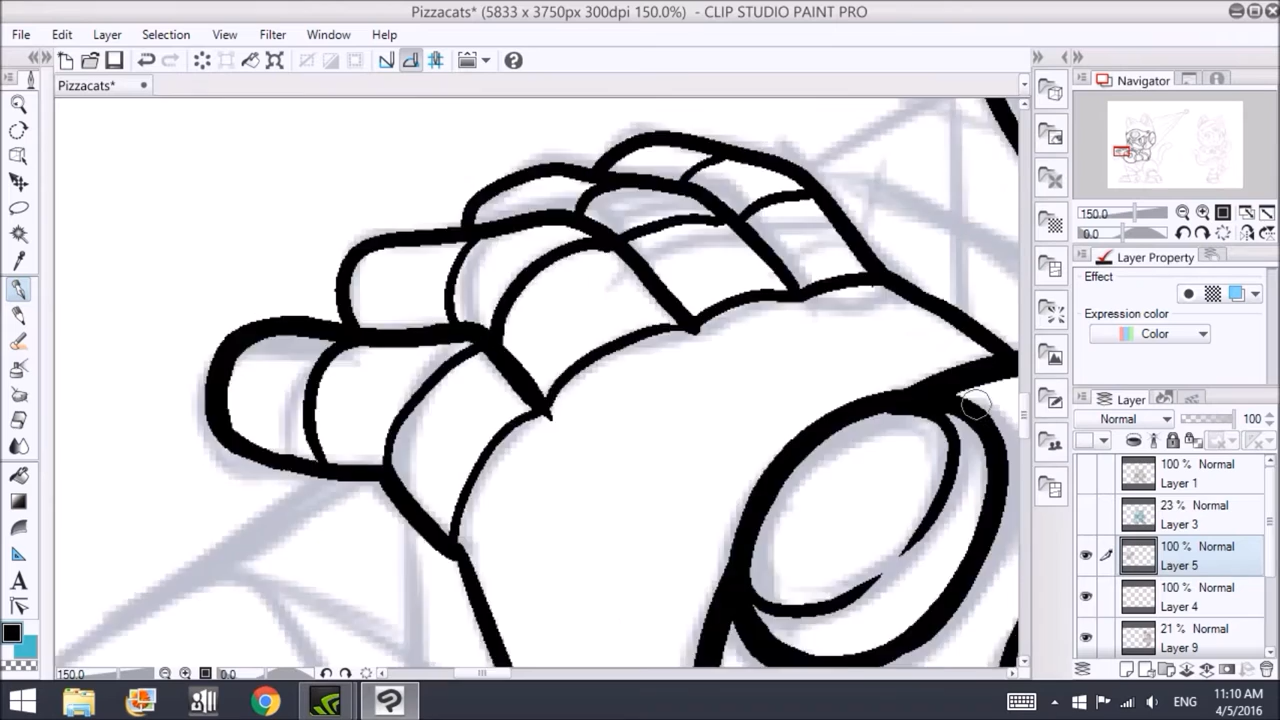 Pizzacats* (5833 x 3750px 300dpi 150.0%) - CLIP STUDIO PAINT PRO
File Edit Layer Selection View Filter Window Help
Pizzacats*
Navigator
150.0
0.0
Layer Property
Effect
Expression color
Color
Layer
Normal 100
100 % Normal
Layer 1
23 % Normal
Layer 3
100 % Normal
Layer 5
100 % Normal
Layer 4
21 % Normal
Layer 9
150.0 0.0
ENG
11:10 AM
4/5/2016